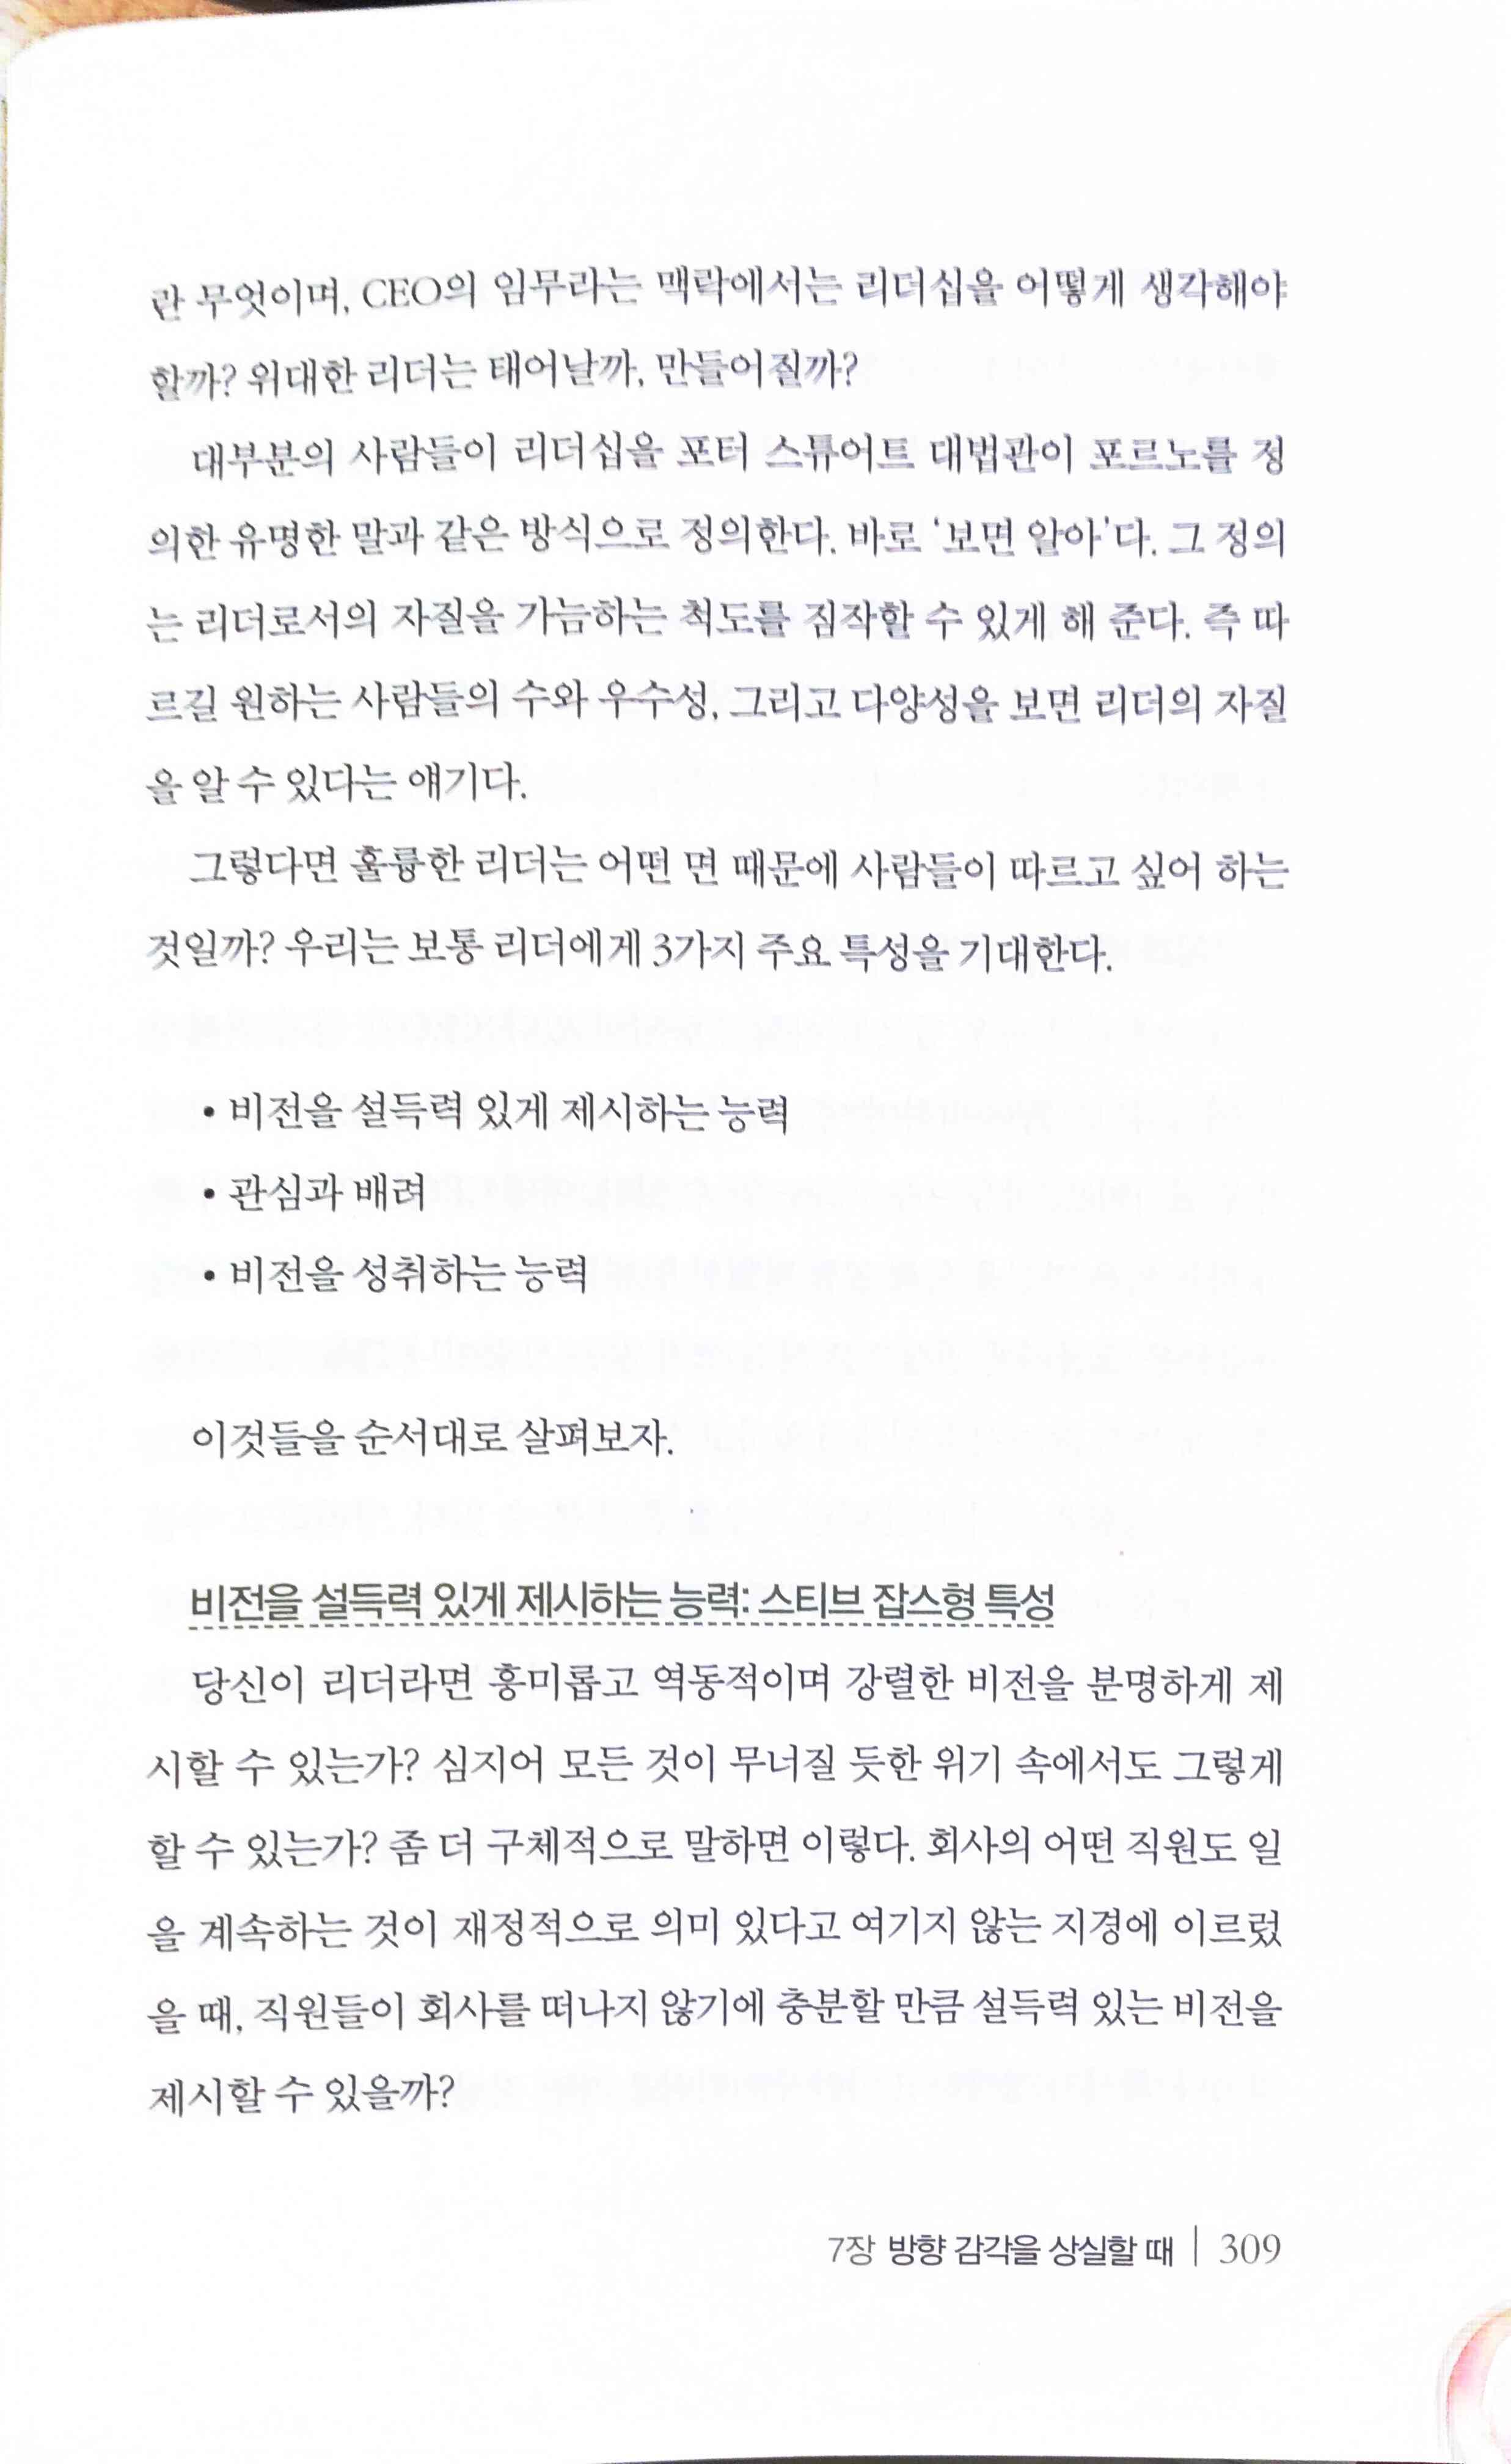 란 무엇이며, CEO의 임무라는 맥락에서는 리더십을 어떻게 생각해야
할까? 위대한 리더는 태어날까, 만들어질까?
대부분의 사람들이 리더십을 포터 스튜어트 대법관이 포르노를 정
의한 유명한 말과 같은 방식으로 정의한다. 바로 ‘보면 알아’다. 그 정의
는 리더로서의 자질을 가늠하는 척도를 짐작할 수 있게 해 준다. 즉 따
르길 원하는 사람들의 수와 우수성, 그리고 다양성을 보면 리더의 자질
을 알 수 있다는 얘기다.
그렇다면 훌륭한 리더는 어떤 면 때문에 사람들이 따르고 싶어 하는
것일까? 우리는 보통 리더에게 3가지 주요 특성을 기대한다.
• 비전을 설득력 있게 제시하는 능력
• 관심과 배려
• 비전을 성취하는 능력
이것들을 순서대로 살펴보자.
비전을 설득력 있게 제시하는 능력: 스티브 잡스형 특성
당신이 리더라면 흥미롭고 역동적이며 강렬한 비전을 분명하게 제
시할 수 있는가? 심지어 모든 것이 무너질 듯한 위기 속에서도 그렇게
할 수 있는가? 좀 더 구체적으로 말하면 이렇다. 회사의 어떤 직원도 일
을 계속하는 것이 재정적으로 의미 있다고 여기지 않는 지경에 이르렀
을 때, 직원들이 회사를 떠나지 않기에 충분할 만큼 설득력 있는 비전을
제시할 수 있을까?
7장 방향 감각을 상실할 때 | 309